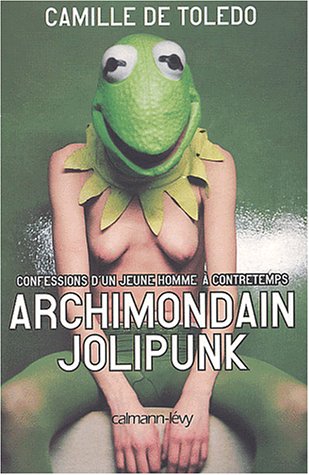 CAMILLE DE TOLEDO
CONFESSIONS D'UN JEUNE HOMME À CONTRETEMPS
ARCHIMONDAIN
JOLIPUNK
calmann-lévy